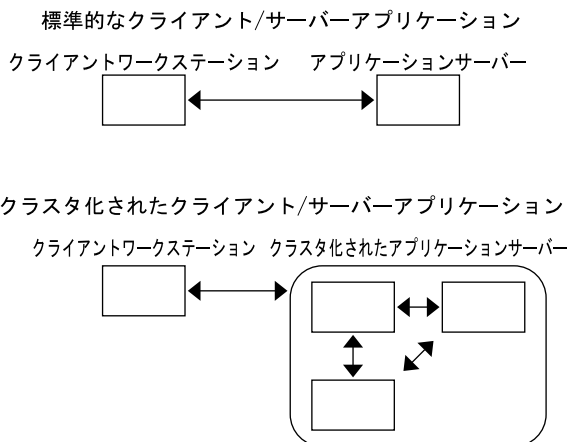 標準的なクライアント/サーバーアプリケーション
クライアントワークステーション アプリケーションサーバー
クラスタ化されたクライアント/サーバーアプリケーション
クライアントワークステーション クラスタ化されたアプリケーションサーバー